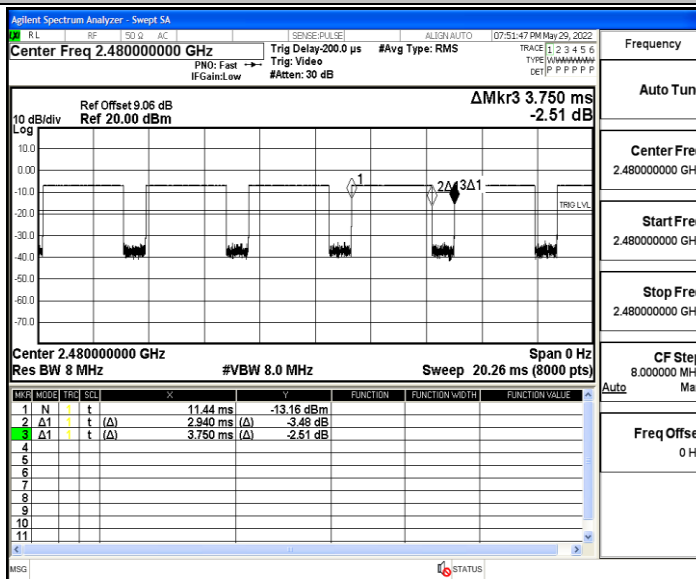 Agilent Spectrum Analyzer - Swept SA
LXI RL RF 50 Ω AC SENSE:PULSE ALIGN AUTO 07:51:47 PM May 29, 2022
Center Freq 2.480000000 GHz
PNO: Fast
IFGain:Low
Trig Delay-200.0 µs
Trig: Video
#Atten: 30 dB
#Avg Type: RMS
TRACE 1 2 3 4 5 6
TYPE
DET P P P P P P
Ref Offset 9.06 dB
10 dB/div Ref 20.00 dBm
Log
ΔMkr3 3.750 ms
-2.51 dB
10.0
0.00
-10.0
-20.0
-30.0
-40.0
-50.0
-60.0
-70.0
1
2Δ1
3Δ1
TRIG LVL
Center 2.480000000 GHz Span 0 Hz
Res BW 8 MHz #VBW 8.0 MHz Sweep 20.26 ms (8000 pts)
MKR MODE TRC SCL X Y FUNCTION FUNCTION WIDTH FUNCTION VALUE
1 N 1 t 11.44 ms -13.16 dBm
2 Δ1 1 t (Δ) 2.940 ms (Δ) -3.48 dB
3 Δ1 1 t (Δ) 3.750 ms (Δ) -2.51 dB
4
5
6
7
8
9
10
11
MSG STATUS
Frequency
Auto Tun
Center Fre
2.480000000 GH
Start Fre
2.480000000 GH
Stop Fre
2.480000000 GH
CF Step
8.000000 MH
Auto Ma
Freq Offse
0 H